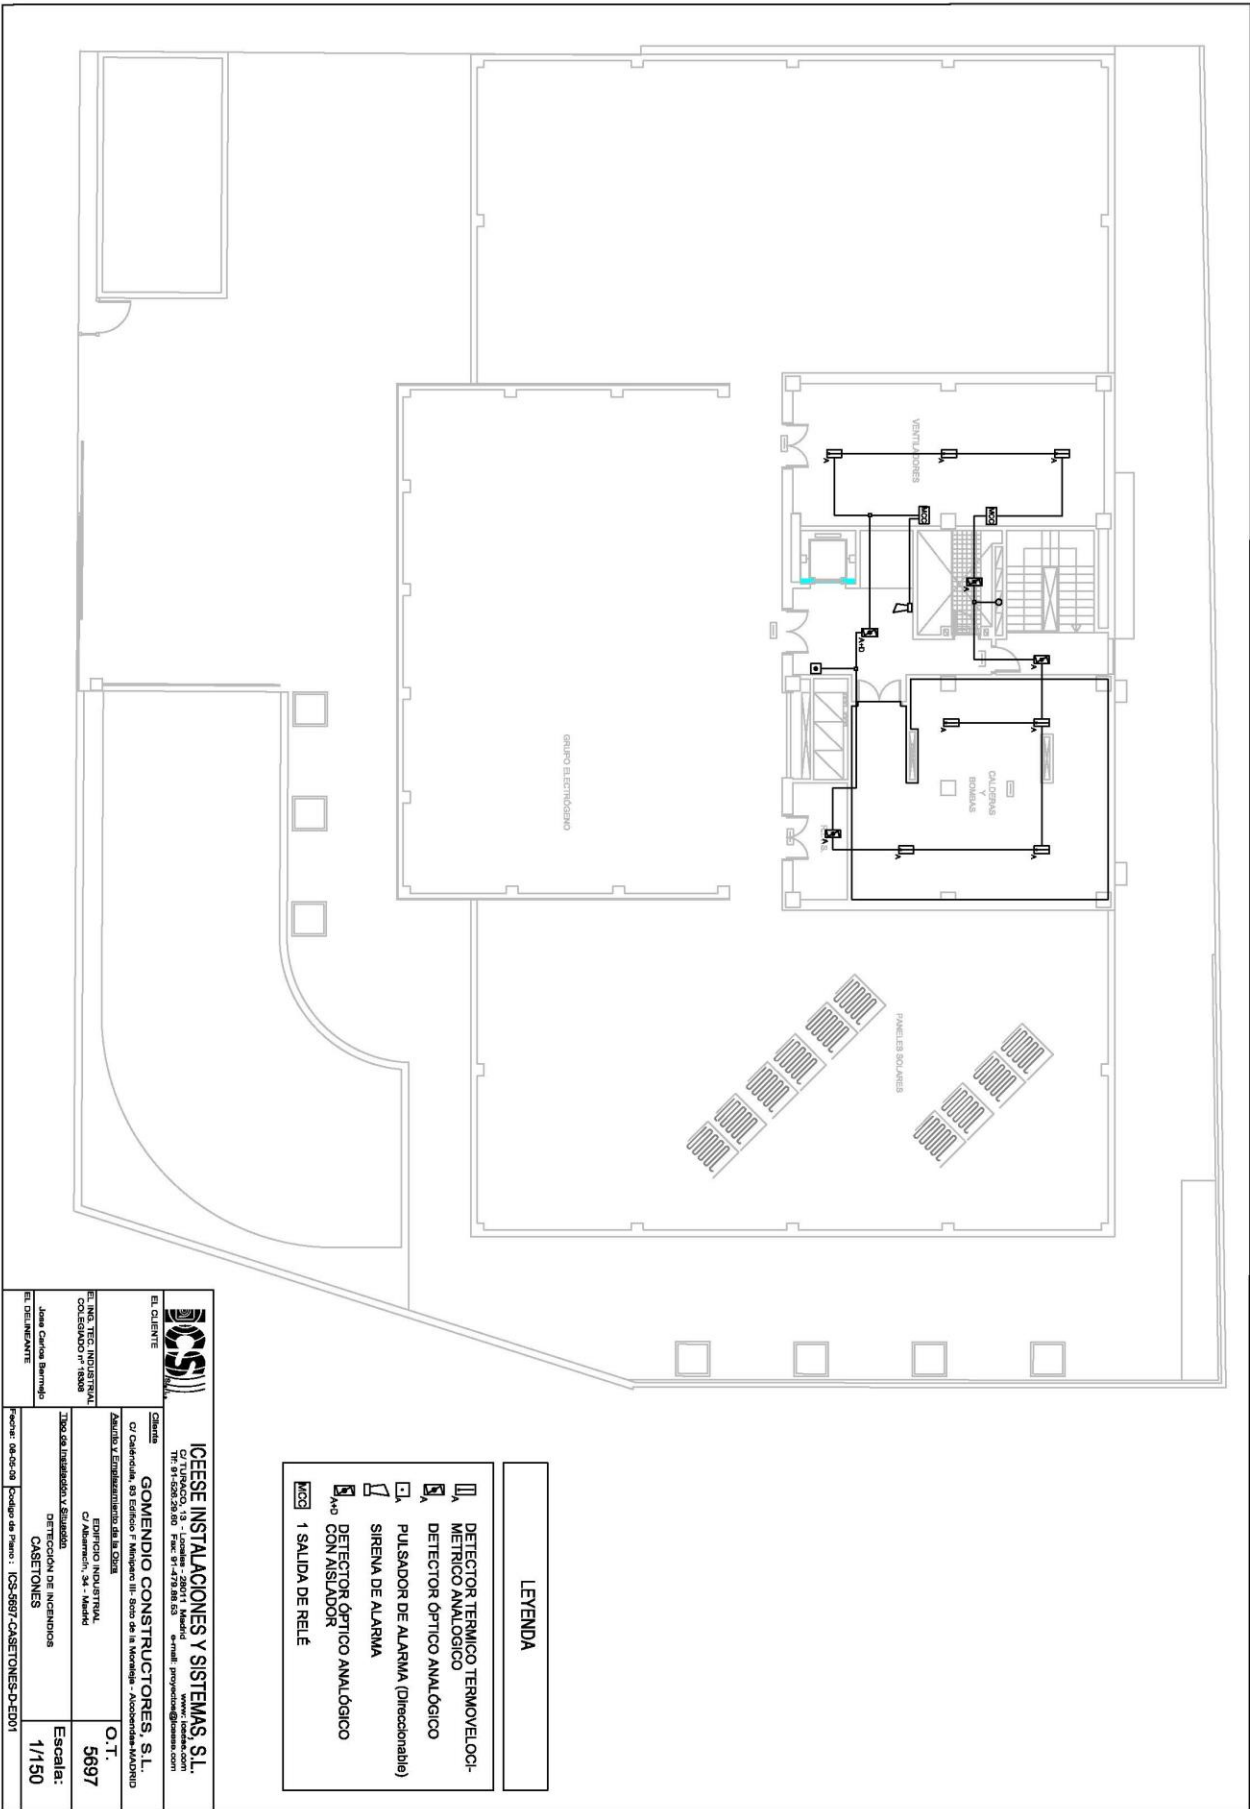 VENTILADORES
MCC
MCC
A
A
A
A
A+D
A
A
A
A
A
A
CALDERAS
Y
BOMBAS
GRUPO ELECTRÓGENO
PANELES SOLARES
LEYENDA
A
DETECTOR TERMICO TERMOVELOCI-
METRICO ANALOGICO
A
DETECTOR ÓPTICO ANALÓGICO
A
PULSADOR DE ALARMA (Direccionable)
SIRENA DE ALARMA
A+D
DETECTOR ÓPTICO ANALÓGICO
CON AISLADOR
MCC
1 SALIDA DE RELÉ
ICS
ICEESE INSTALACIONES Y SISTEMAS, S.L.
C/ TURACO, 13 - Locales - 28011 Madrid
www.iceese.com
Tlf: 91-526.29.60 Fax: 91-479.88.53 e-mail: proyectos@iceese.com
EL CLIENTE
Cliente
GOMENDIO CONSTRUCTORES, S.L.
C/ Caléndula, 93 Edificio F Miniparc III- Soto de la Moraleja - Alcobendas-MADRID
EL ING. TEC. INDUSTRIAL
COLEGIADO nº 18308
Asunto y Emplazamiento de la Obra
EDIFICIO INDUSTRIAL
C/ Albarracín, 34 - Madrid
O.T.
5697
Jose Carlos Bermejo
EL DELINEANTE
Tipo de Instalación y Situación
DETECCIÓN DE INCENDIOS
CASETONES
Escala:
1/150
Fecha: 08-05-09
Codigo de Plano : ICS-5697-CASETONES-D-ED01